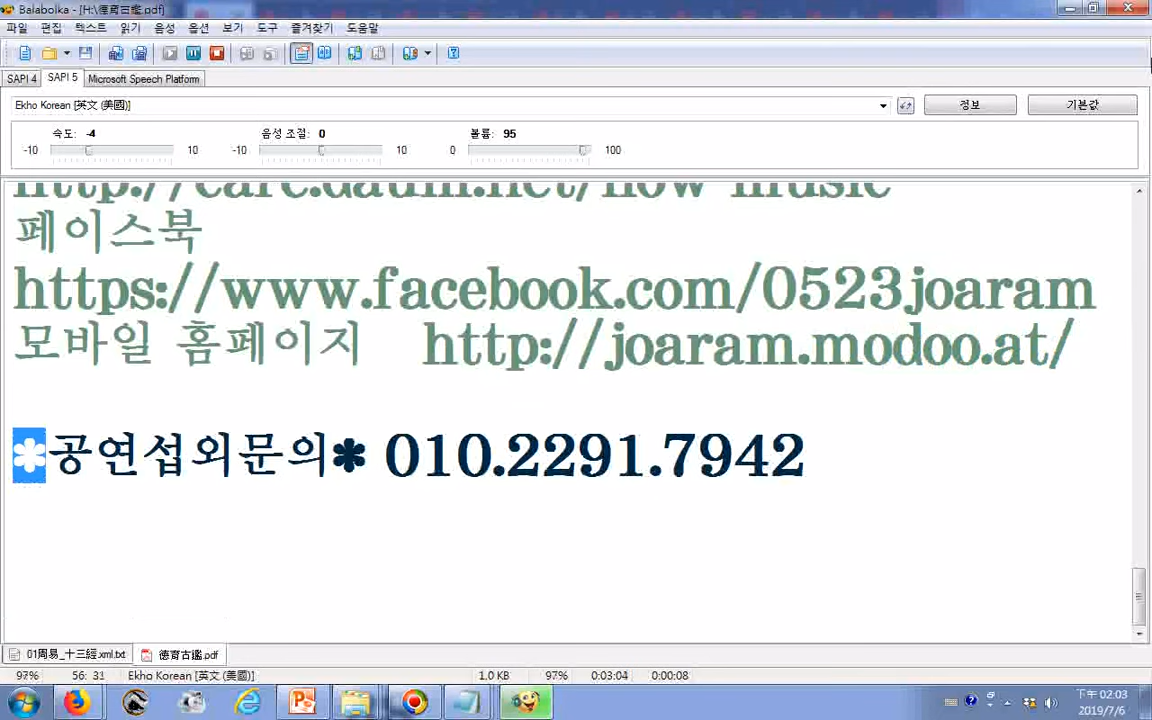 Balabolka - [H:\德育古鑑.pdf]
파일 편집 텍스트 읽기 음성 옵션 보기 도구 즐겨찾기 도움말
SAPI 4 SAPI 5 Microsoft Speech Platform
Ekho Korean [英文 (美國)] 정보 기본값
속도: -4 음성 조절: 0 볼륨: 95
-10 10 -10 10 0 100
페이스북
https://www.facebook.com/0523joaram
모바일 홈페이지 http://joaram.modoo.at/
✽공연섭외문의✽ 010.2291.7942
01周易_十三經.xml.txt 德育古鑑.pdf
97% 56: 31 Ekho Korean [英文 (美國)] 1.0 KB 97% 0:03:04 0:00:08
下午 02:03
2019/7/6